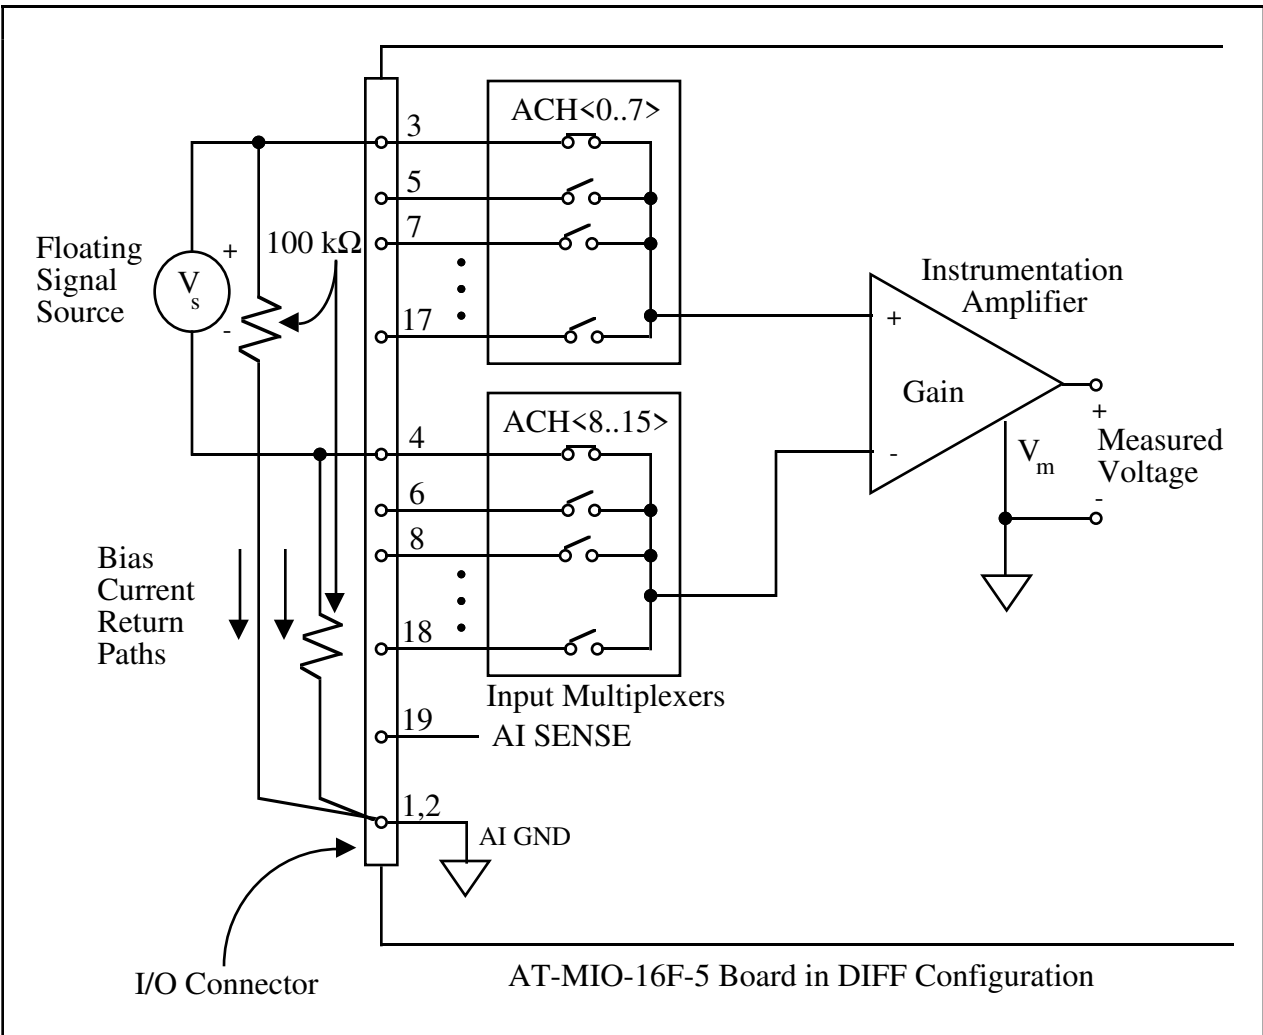 ACH<0..7>
3
5
7
17
100 kΩ
Floating
Signal
Source
V
s
+
-
Instrumentation
Amplifier
+
Gain
-
+
Measured
Voltage
-
V
m
ACH<8..15>
4
6
8
18
Bias
Current
Return
Paths
Input Multiplexers
19
AI SENSE
1,2
AI GND
I/O Connector
AT-MIO-16F-5 Board in DIFF Configuration